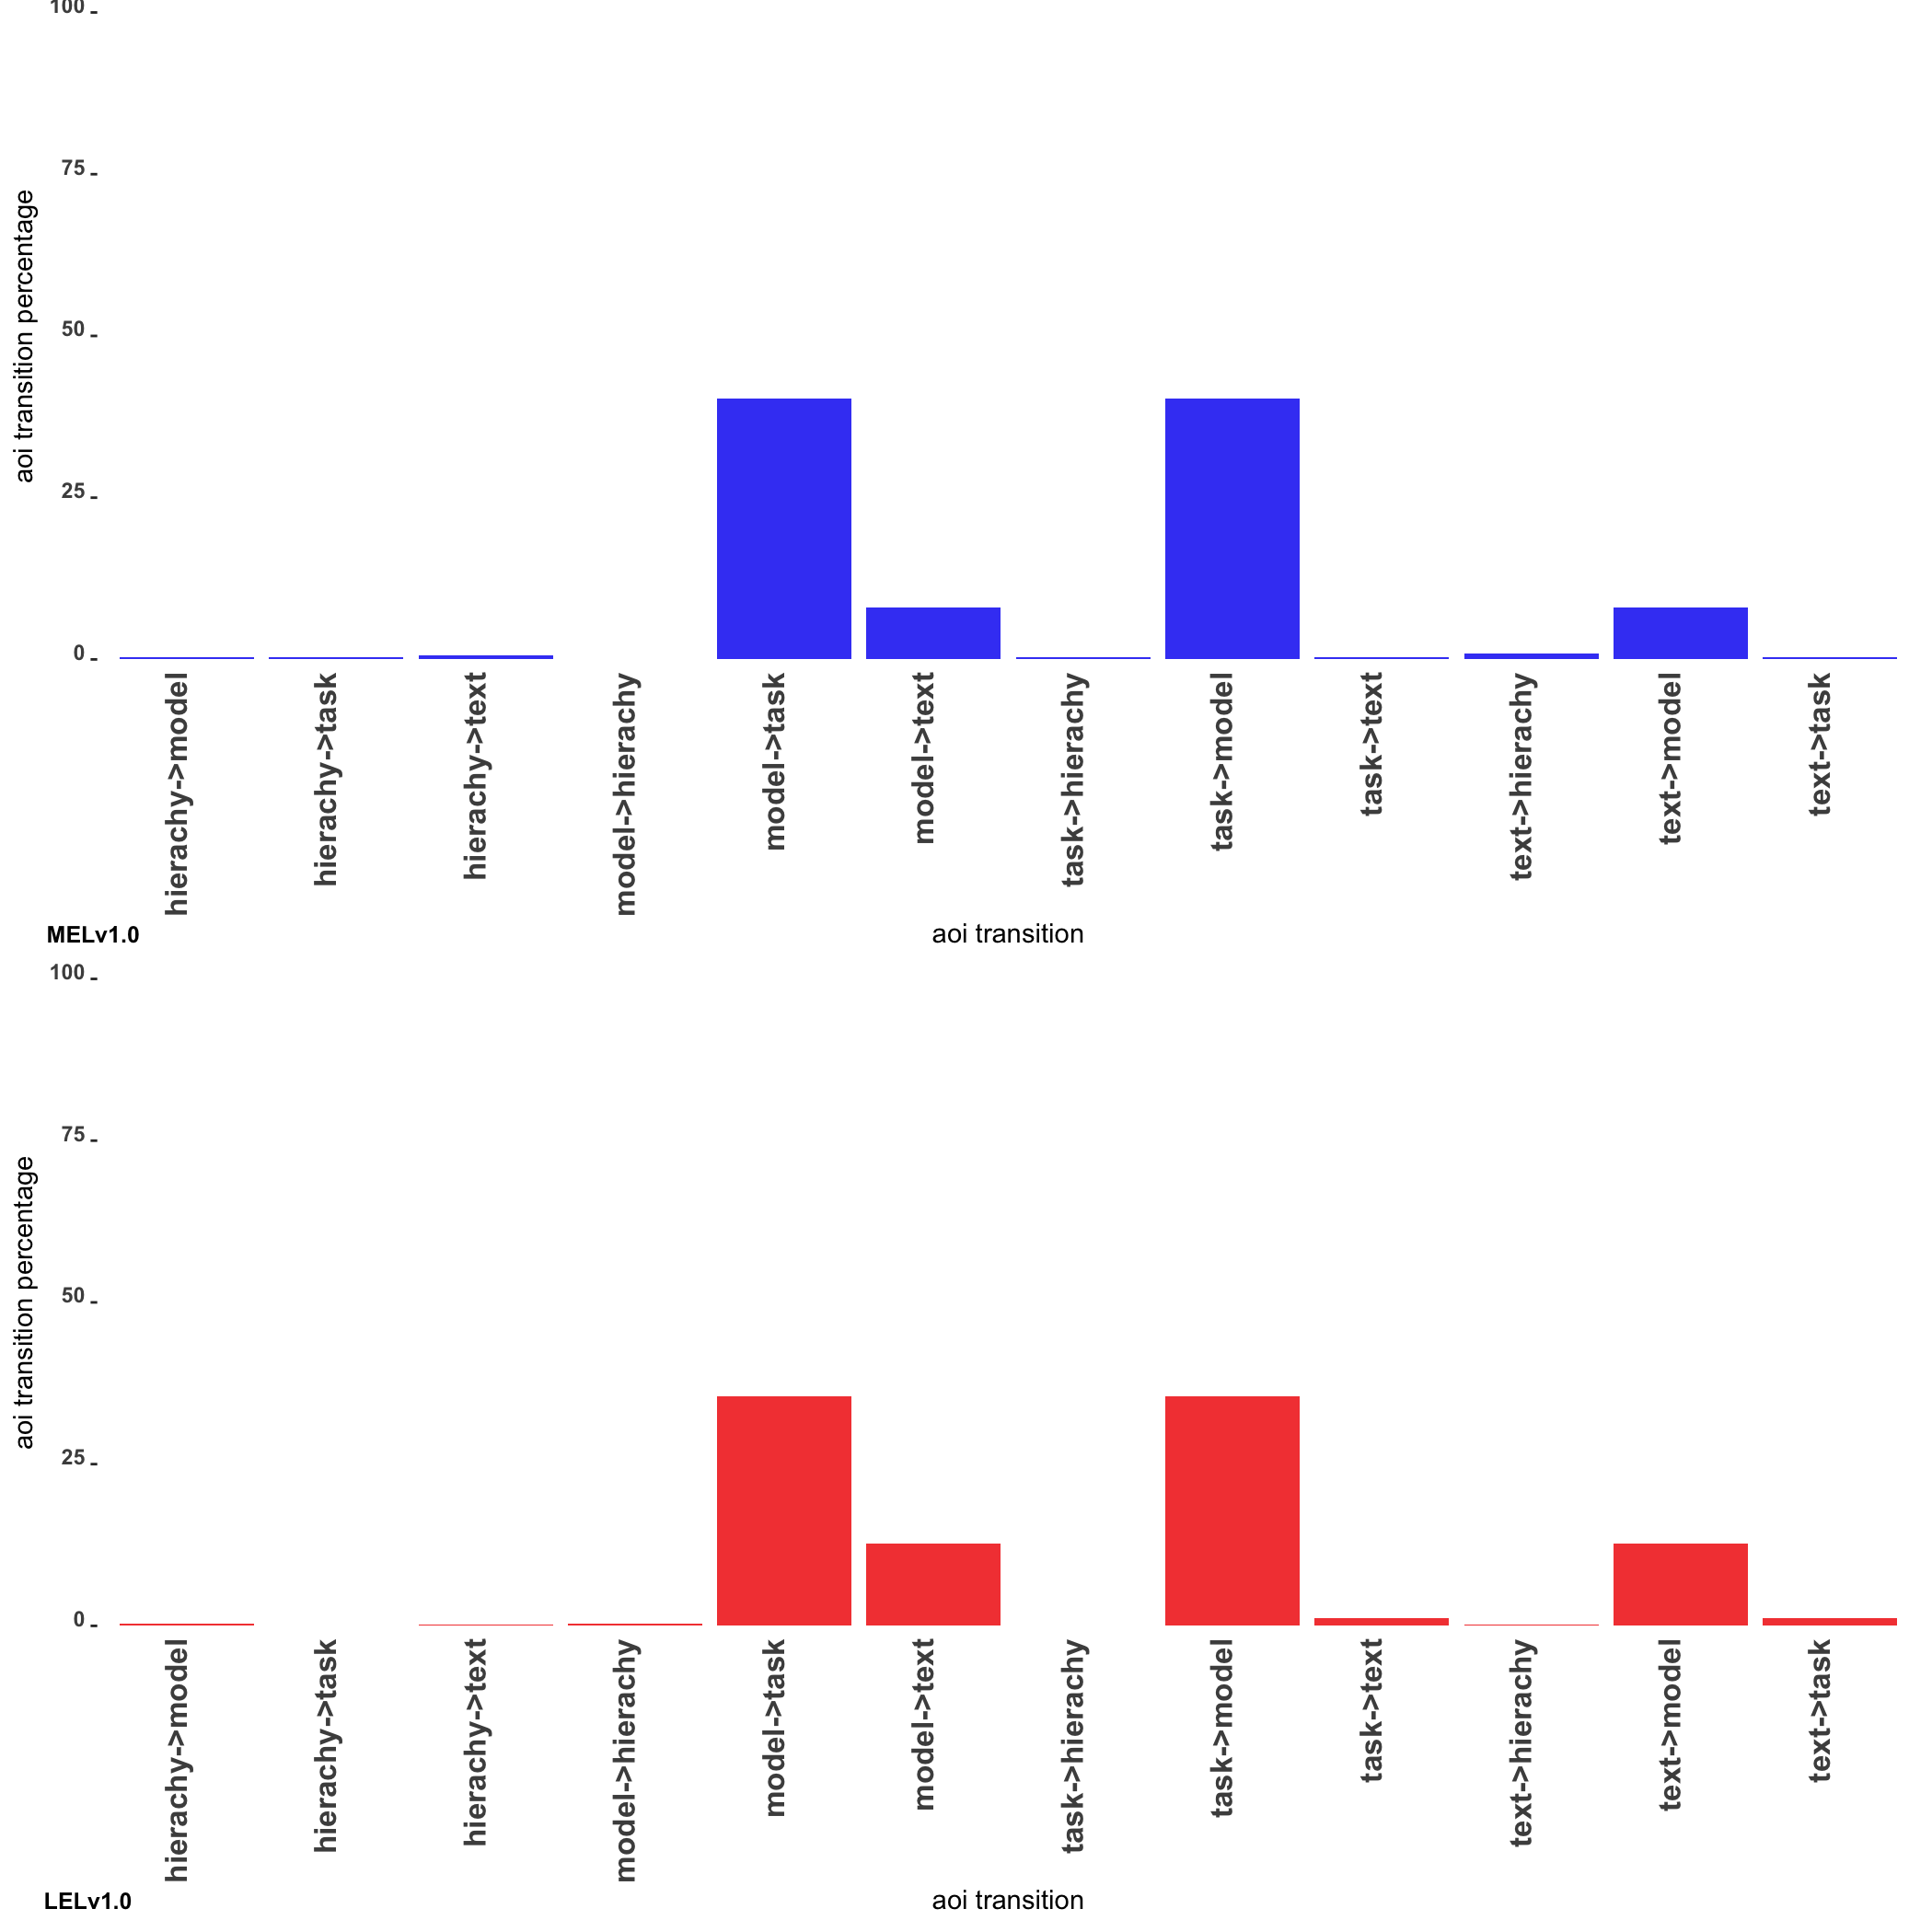 100
75
50
25
0
aoi transition percentage
hierachy->model
hierachy->task
hierachy->text
model->hierachy
model->task
model->text
task->hierachy
task->model
task->text
text->hierachy
text->model
text->task
MELv1.0
aoi transition
100
75
50
25
0
aoi transition percentage
hierachy->model
hierachy->task
hierachy->text
model->hierachy
model->task
model->text
task->hierachy
task->model
task->text
text->hierachy
text->model
text->task
LELv1.0
aoi transition